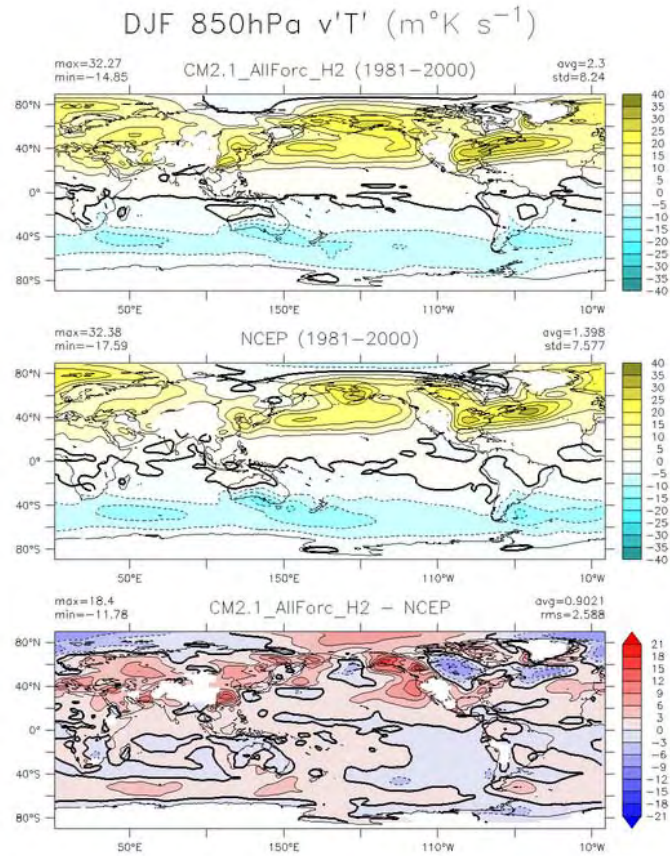 DJF 850hPa v'T' (m°K s⁻¹)
max=32.27
min=−14.85
CM2.1_AllForc_H2 (1981−2000)
avg=2.3
std=8.24
80°N
40°N
0°
40°S
80°S
50°E 150°E 110°W 10°W
40
35
30
25
20
15
10
5
−5
−10
−15
−20
−25
−30
−35
−40
max=32.38
min=−17.59
NCEP (1981−2000)
avg=1.398
std=7.577
80°N
40°N
0°
40°S
80°S
50°E 150°E 110°W 10°W
40
35
30
25
20
15
10
5
−5
−10
−15
−20
−25
−30
−35
−40
max=18.4
min=−11.78
CM2.1_AllForc_H2 − NCEP
avg=0.9021
rms=2.588
80°N
40°N
0°
40°S
80°S
50°E 150°E 110°W 10°W
21
18
15
12
9
6
3
0
−3
−6
−9
−12
−15
−18
−21